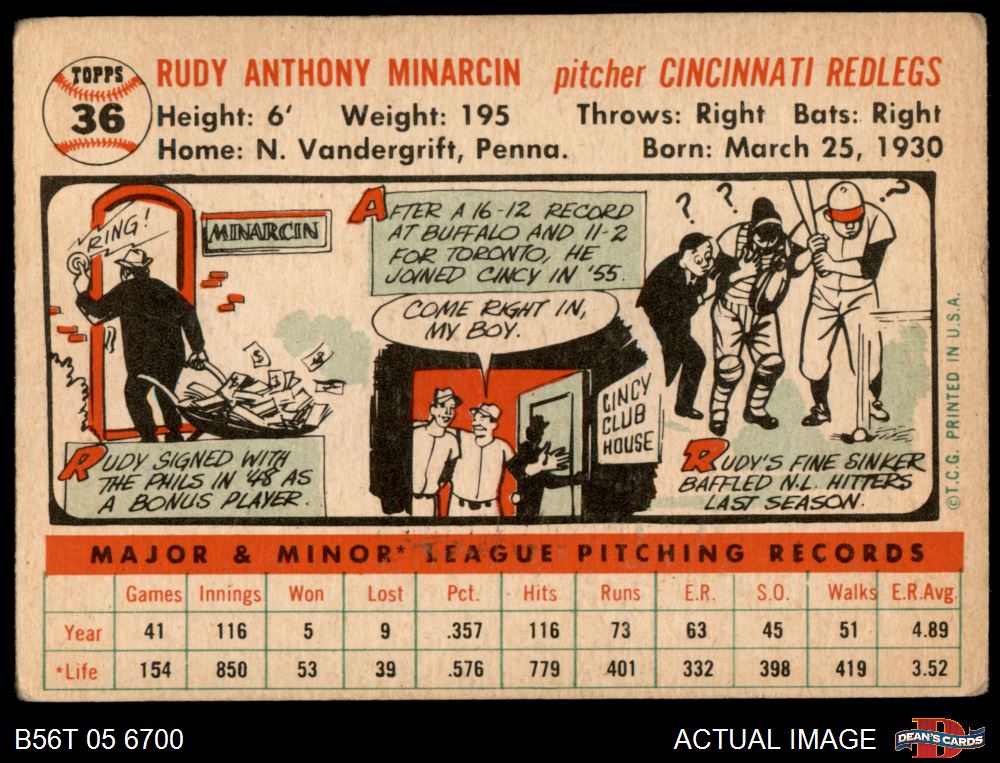 TOPPS
36
RUDY ANTHONY MINARCIN pitcher CINCINNATI REDLEGS
Height: 6' Weight: 195 Throws: Right Bats: Right
Home: N. Vandergrift, Penna. Born: March 25, 1930
RING!
MINARCIN
RUDY SIGNED WITH
THE PHILS IN '48 AS
A BONUS PLAYER.
AFTER A 16-12 RECORD
AT BUFFALO AND 11-2
FOR TORONTO, HE
JOINED CINCY IN '55.
COME RIGHT IN,
MY BOY.
CINCY
CLUB
HOUSE
? ? ?
RUDY'S FINE SINKER
BAFFLED N.L. HITTERS
LAST SEASON.
©T.C.G. PRINTED IN U.S.A.
MAJOR & MINOR* LEAGUE PITCHING RECORDS
Games Innings Won Lost Pct. Hits Runs E.R. S.O. Walks E.R.Avg.
Year 41 116 5 9 .357 116 73 63 45 51 4.89
*Life 154 850 53 39 .576 779 401 332 398 419 3.52
B56T 05 6700 ACTUAL IMAGE DEAN'S CARDS